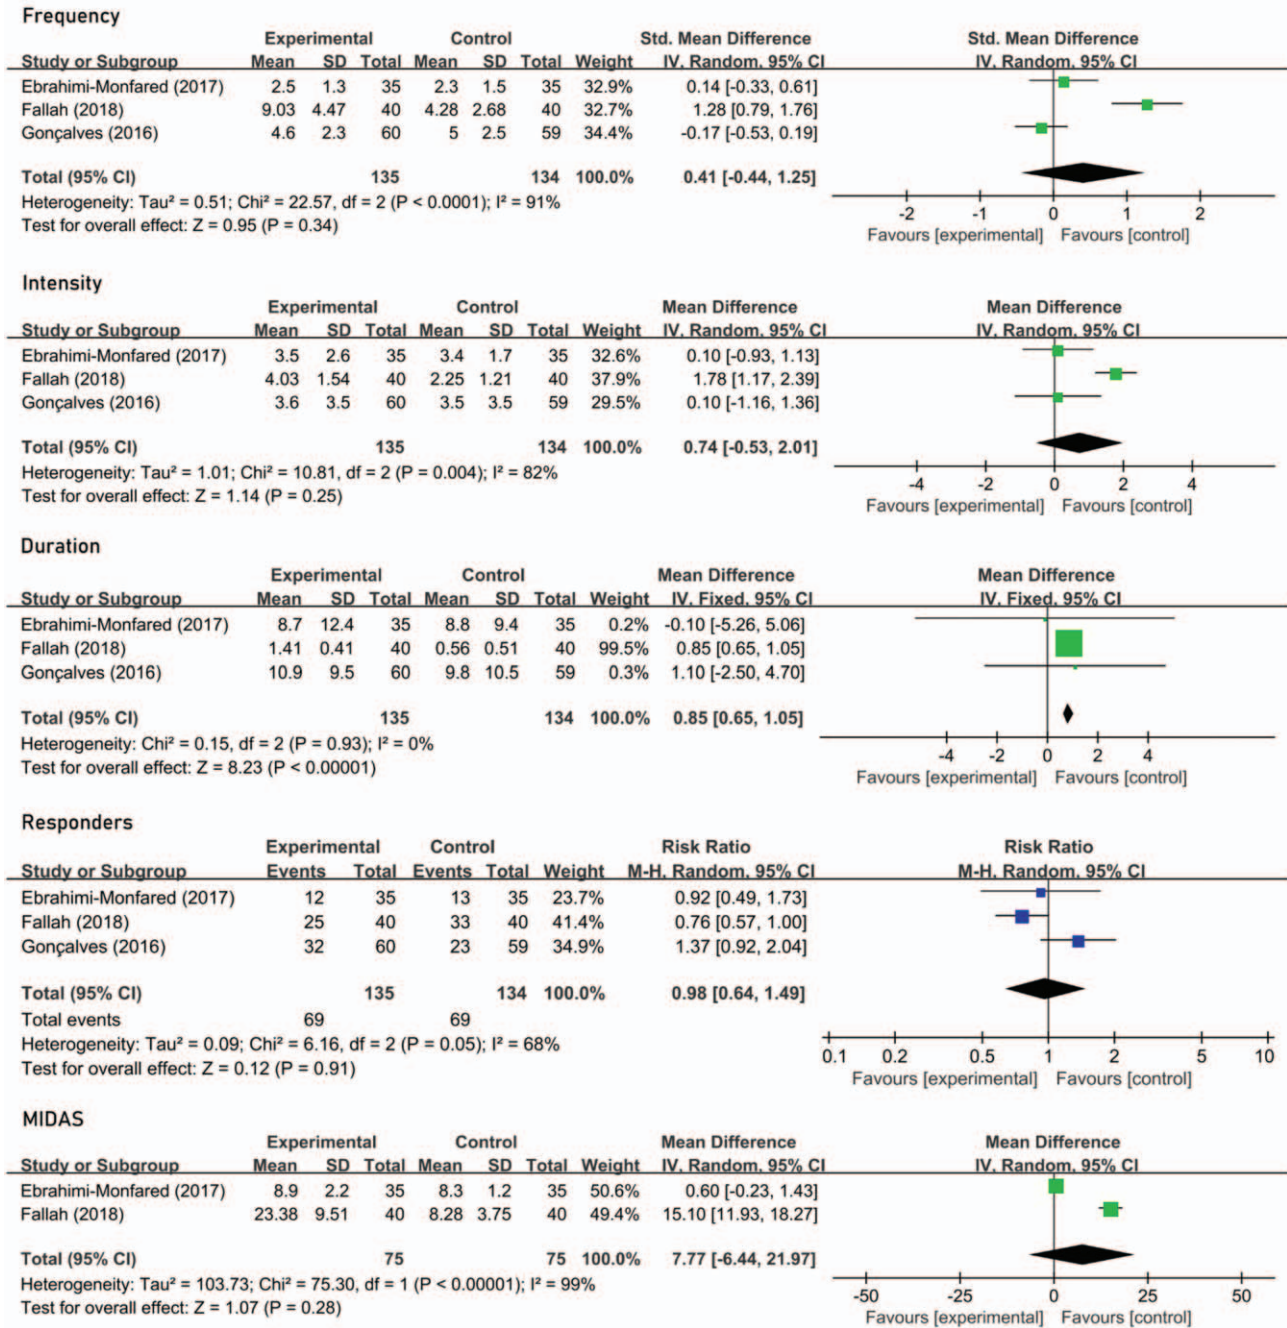 Frequency
Experimental Control Std. Mean Difference Std. Mean Difference
Study or Subgroup Mean SD Total Mean SD Total Weight IV, Random, 95% CI IV, Random, 95% CI
Ebrahimi-Monfared (2017) 2.5 1.3 35 2.3 1.5 35 32.9% 0.14 [-0.33, 0.61]
Fallah (2018) 9.03 4.47 40 4.28 2.68 40 32.7% 1.28 [0.79, 1.76]
Gonçalves (2016) 4.6 2.3 60 5 2.5 59 34.4% -0.17 [-0.53, 0.19]
Total (95% CI) 135 134 100.0% 0.41 [-0.44, 1.25]
Heterogeneity: Tau² = 0.51; Chi² = 22.57, df = 2 (P < 0.0001); I² = 91%
Test for overall effect: Z = 0.95 (P = 0.34)
-2 -1 0 1 2
Favours [experimental] Favours [control]
Intensity
Experimental Control Mean Difference Mean Difference
Study or Subgroup Mean SD Total Mean SD Total Weight IV, Random, 95% CI IV, Random, 95% CI
Ebrahimi-Monfared (2017) 3.5 2.6 35 3.4 1.7 35 32.6% 0.10 [-0.93, 1.13]
Fallah (2018) 4.03 1.54 40 2.25 1.21 40 37.9% 1.78 [1.17, 2.39]
Gonçalves (2016) 3.6 3.5 60 3.5 3.5 59 29.5% 0.10 [-1.16, 1.36]
Total (95% CI) 135 134 100.0% 0.74 [-0.53, 2.01]
Heterogeneity: Tau² = 1.01; Chi² = 10.81, df = 2 (P = 0.004); I² = 82%
Test for overall effect: Z = 1.14 (P = 0.25)
-4 -2 0 2 4
Favours [experimental] Favours [control]
Duration
Experimental Control Mean Difference Mean Difference
Study or Subgroup Mean SD Total Mean SD Total Weight IV, Fixed, 95% CI IV, Fixed, 95% CI
Ebrahimi-Monfared (2017) 8.7 12.4 35 8.8 9.4 35 0.2% -0.10 [-5.26, 5.06]
Fallah (2018) 1.41 0.41 40 0.56 0.51 40 99.5% 0.85 [0.65, 1.05]
Gonçalves (2016) 10.9 9.5 60 9.8 10.5 59 0.3% 1.10 [-2.50, 4.70]
Total (95% CI) 135 134 100.0% 0.85 [0.65, 1.05]
Heterogeneity: Chi² = 0.15, df = 2 (P = 0.93); I² = 0%
Test for overall effect: Z = 8.23 (P < 0.00001)
-4 -2 0 2 4
Favours [experimental] Favours [control]
Responders
Experimental Control Risk Ratio Risk Ratio
Study or Subgroup Events Total Events Total Weight M-H, Random, 95% CI M-H, Random, 95% CI
Ebrahimi-Monfared (2017) 12 35 13 35 23.7% 0.92 [0.49, 1.73]
Fallah (2018) 25 40 33 40 41.4% 0.76 [0.57, 1.00]
Gonçalves (2016) 32 60 23 59 34.9% 1.37 [0.92, 2.04]
Total (95% CI) 135 134 100.0% 0.98 [0.64, 1.49]
Total events 69 69
Heterogeneity: Tau² = 0.09; Chi² = 6.16, df = 2 (P = 0.05); I² = 68%
Test for overall effect: Z = 0.12 (P = 0.91)
0.1 0.2 0.5 1 2 5 10
Favours [experimental] Favours [control]
MIDAS
Experimental Control Mean Difference Mean Difference
Study or Subgroup Mean SD Total Mean SD Total Weight IV, Random, 95% CI IV, Random, 95% CI
Ebrahimi-Monfared (2017) 8.9 2.2 35 8.3 1.2 35 50.6% 0.60 [-0.23, 1.43]
Fallah (2018) 23.38 9.51 40 8.28 3.75 40 49.4% 15.10 [11.93, 18.27]
Total (95% CI) 75 75 100.0% 7.77 [-6.44, 21.97]
Heterogeneity: Tau² = 103.73; Chi² = 75.30, df = 1 (P < 0.00001); I² = 99%
Test for overall effect: Z = 1.07 (P = 0.28)
-50 -25 0 25 50
Favours [experimental] Favours [control]